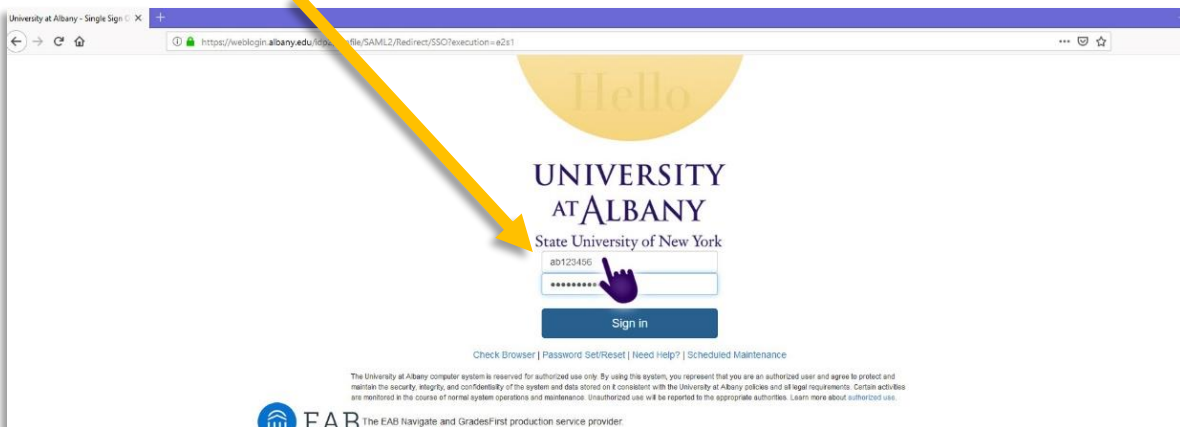 University at Albany - Single Sign
https://weblogin.albany.edu/ file/SAML2/Redirect/SSO?execution=e2s1
Hello
UNIVERSITY
AT ALBANY
State University of New York
ab123456
Sign in
Check Browser | Password Set/Reset | Need Help? | Scheduled Maintenance
The University at Albany computer system is reserved for authorized use only. By using this system, you represent that you are an authorized user and agree to protect and
maintain the security, integrity, and confidentiality of the system and data stored on it consistent with the University at Albany policies and all legal requirements. Certain activities
are monitored in the course of normal system operations and maintenance. Unauthorized use will be reported to the appropriate authorities. Learn more about authorized use.
EAB The EAB Navigate and GradesFirst production service provider.